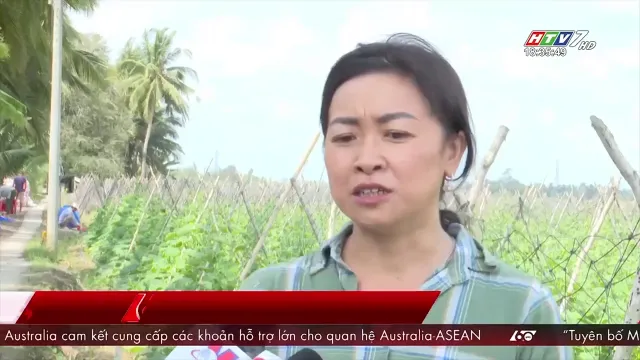 HTV7 HD
18:35:49
Australia cam kết cung cấp các khoản hỗ trợ lớn cho quan hệ Australia-ASEAN 60 “Tuyên bố M